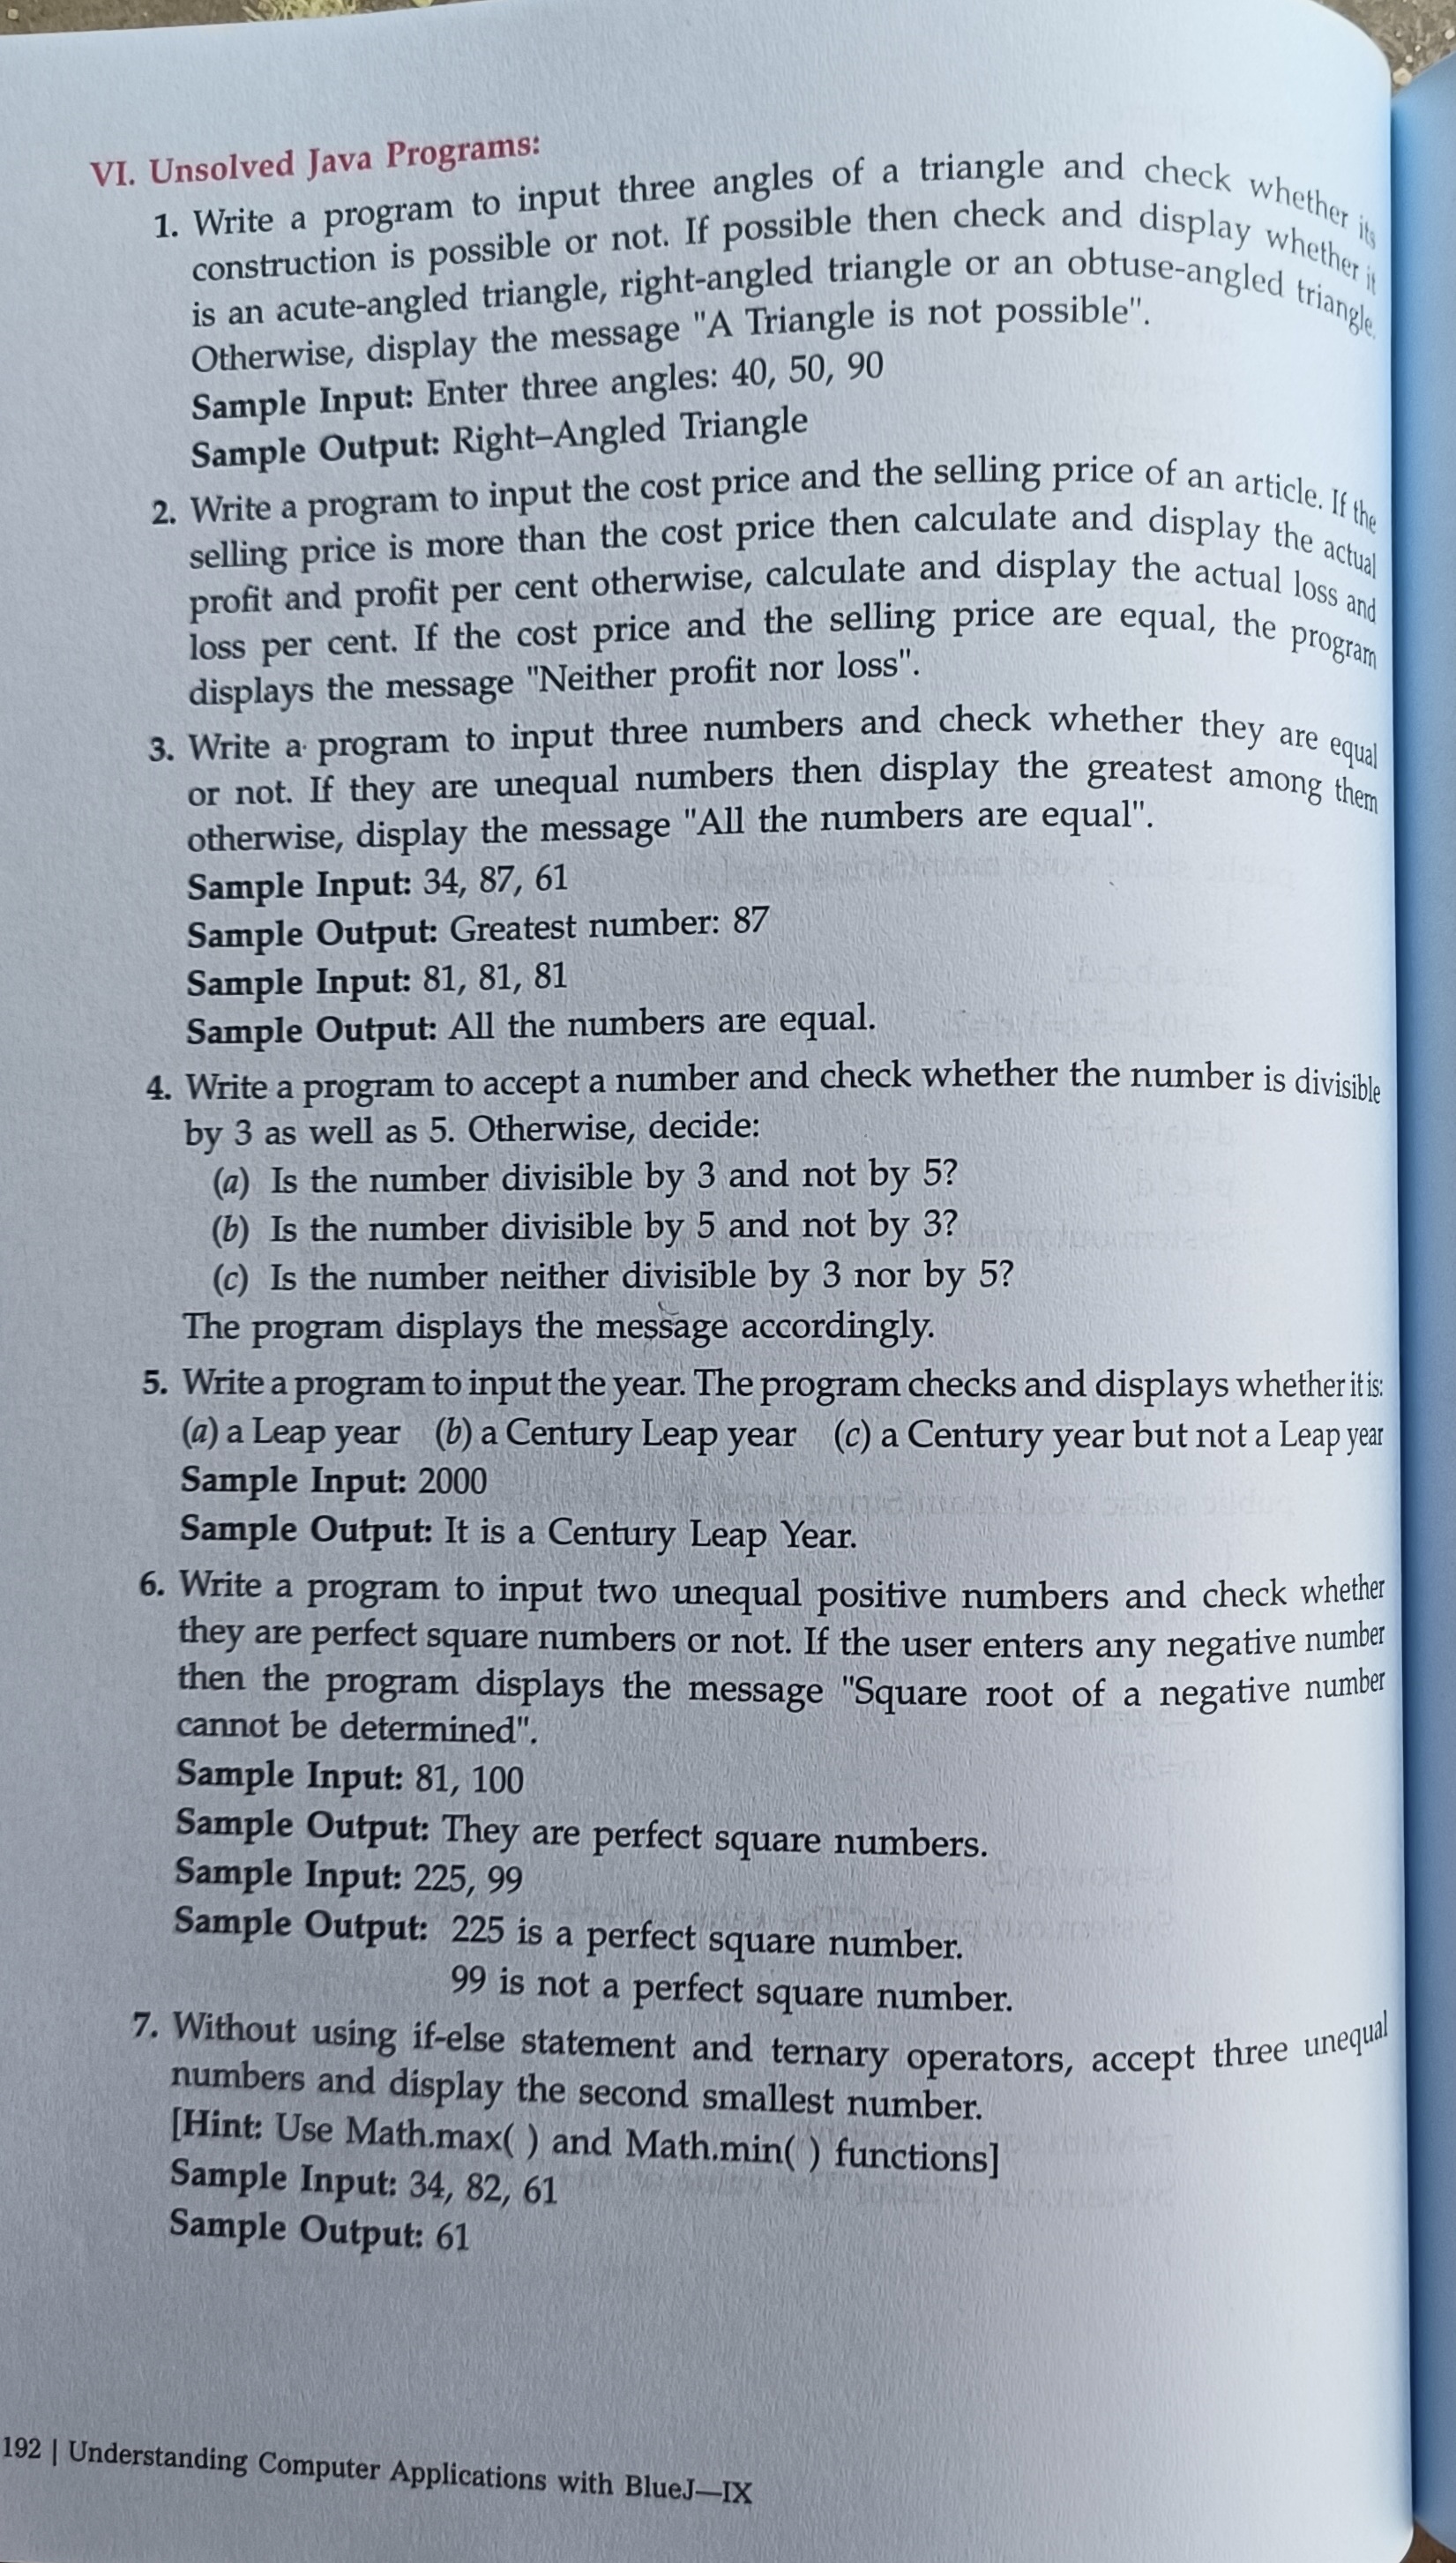 VI. Unsolved Java Programs:
1. Write a program to input three angles of a triangle and check whether its
construction is possible or not. If possible then check and display whether it
is an acute-angled triangle, right-angled triangle or an obtuse-angled triangle.
Otherwise, display the message "A Triangle is not possible".
Sample Input: Enter three angles: 40, 50, 90
Sample Output: Right–Angled Triangle
2. Write a program to input the cost price and the selling price of an article. If the
selling price is more than the cost price then calculate and display the actual
profit and profit per cent otherwise, calculate and display the actual loss and
loss per cent. If the cost price and the selling price are equal, the program
displays the message "Neither profit nor loss".
3. Write a program to input three numbers and check whether they are equal
or not. If they are unequal numbers then display the greatest among them
otherwise, display the message "All the numbers are equal".
Sample Input: 34, 87, 61
Sample Output: Greatest number: 87
Sample Input: 81, 81, 81
Sample Output: All the numbers are equal.
4. Write a program to accept a number and check whether the number is divisible
by 3 as well as 5. Otherwise, decide:
(a) Is the number divisible by 3 and not by 5?
(b) Is the number divisible by 5 and not by 3?
(c) Is the number neither divisible by 3 nor by 5?
The program displays the message accordingly.
5. Write a program to input the year. The program checks and displays whether it is:
(a) a Leap year (b) a Century Leap year (c) a Century year but not a Leap year
Sample Input: 2000
Sample Output: It is a Century Leap Year.
6. Write a program to input two unequal positive numbers and check whether
they are perfect square numbers or not. If the user enters any negative number
then the program displays the message "Square root of a negative number
cannot be determined".
Sample Input: 81, 100
Sample Output: They are perfect square numbers.
Sample Input: 225, 99
Sample Output: 225 is a perfect square number.
99 is not a perfect square number.
7. Without using if-else statement and ternary operators, accept three unequal
numbers and display the second smallest number.
[Hint: Use Math.max( ) and Math.min( ) functions]
Sample Input: 34, 82, 61
Sample Output: 61
192 | Understanding Computer Applications with BlueJ—IX